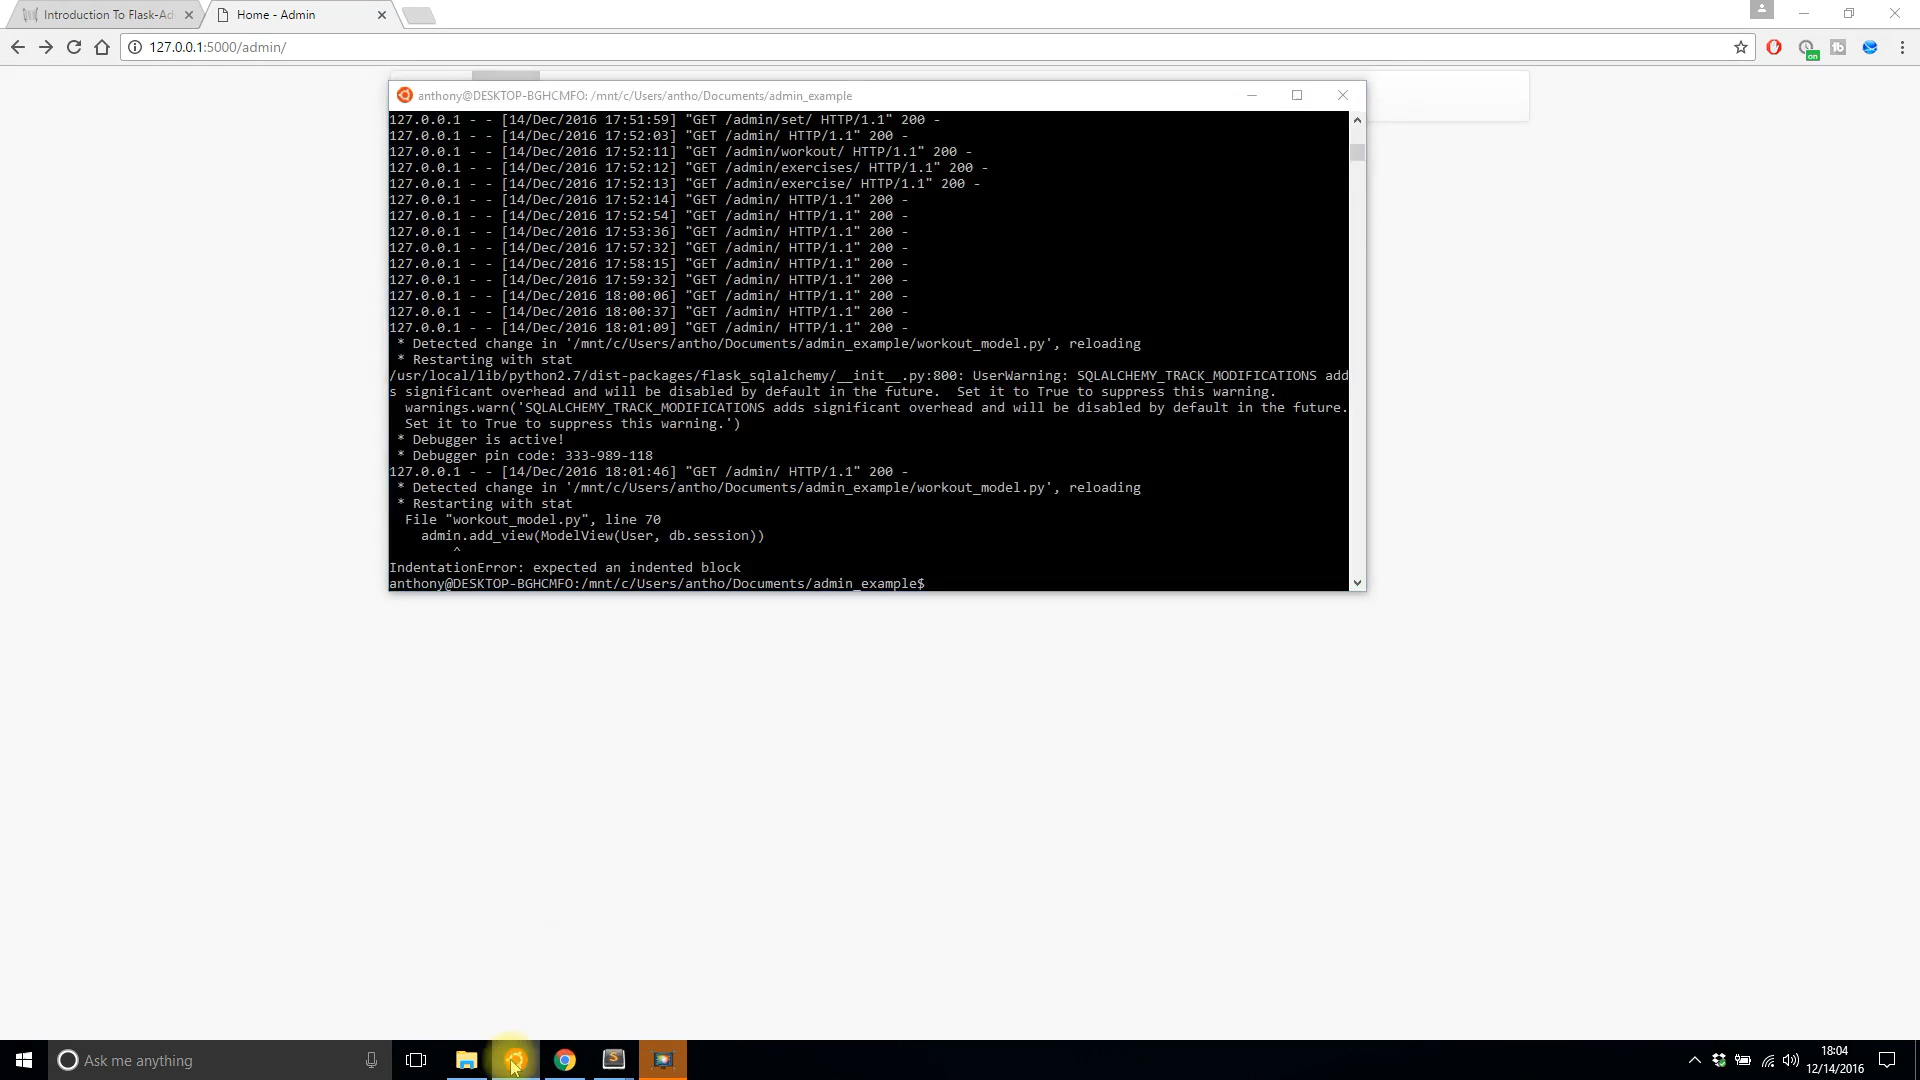 Introduction To Flask-Ad
Home - Admin
127.0.0.1:5000/admin/
anthony@DESKTOP-BGHCMFO: /mnt/c/Users/antho/Documents/admin_example
127.0.0.1 - - [14/Dec/2016 17:51:59] "GET /admin/set/ HTTP/1.1" 200 -
127.0.0.1 - - [14/Dec/2016 17:52:03] "GET /admin/ HTTP/1.1" 200 -
127.0.0.1 - - [14/Dec/2016 17:52:11] "GET /admin/workout/ HTTP/1.1" 200 -
127.0.0.1 - - [14/Dec/2016 17:52:12] "GET /admin/exercises/ HTTP/1.1" 200 -
127.0.0.1 - - [14/Dec/2016 17:52:13] "GET /admin/exercise/ HTTP/1.1" 200 -
127.0.0.1 - - [14/Dec/2016 17:52:14] "GET /admin/ HTTP/1.1" 200 -
127.0.0.1 - - [14/Dec/2016 17:52:54] "GET /admin/ HTTP/1.1" 200 -
127.0.0.1 - - [14/Dec/2016 17:53:36] "GET /admin/ HTTP/1.1" 200 -
127.0.0.1 - - [14/Dec/2016 17:57:32] "GET /admin/ HTTP/1.1" 200 -
127.0.0.1 - - [14/Dec/2016 17:58:15] "GET /admin/ HTTP/1.1" 200 -
127.0.0.1 - - [14/Dec/2016 17:59:32] "GET /admin/ HTTP/1.1" 200 -
127.0.0.1 - - [14/Dec/2016 18:00:06] "GET /admin/ HTTP/1.1" 200 -
127.0.0.1 - - [14/Dec/2016 18:00:37] "GET /admin/ HTTP/1.1" 200 -
127.0.0.1 - - [14/Dec/2016 18:01:09] "GET /admin/ HTTP/1.1" 200 -
* Detected change in '/mnt/c/Users/antho/Documents/admin_example/workout_model.py', reloading
* Restarting with stat
/usr/local/lib/python2.7/dist-packages/flask_sqlalchemy/__init__.py:800: UserWarning: SQLALCHEMY_TRACK_MODIFICATIONS add
s significant overhead and will be disabled by default in the future.  Set it to True to suppress this warning.
warnings.warn('SQLALCHEMY_TRACK_MODIFICATIONS adds significant overhead and will be disabled by default in the future.
Set it to True to suppress this warning.')
* Debugger is active!
* Debugger pin code: 333-989-118
127.0.0.1 - - [14/Dec/2016 18:01:46] "GET /admin/ HTTP/1.1" 200 -
* Detected change in '/mnt/c/Users/antho/Documents/admin_example/workout_model.py', reloading
* Restarting with stat
File "workout_model.py", line 70
admin.add_view(ModelView(User, db.session))
^
IndentationError: expected an indented block
anthony@DESKTOP-BGHCMFO:/mnt/c/Users/antho/Documents/admin_example$
Ask me anything
18:04
12/14/2016
on